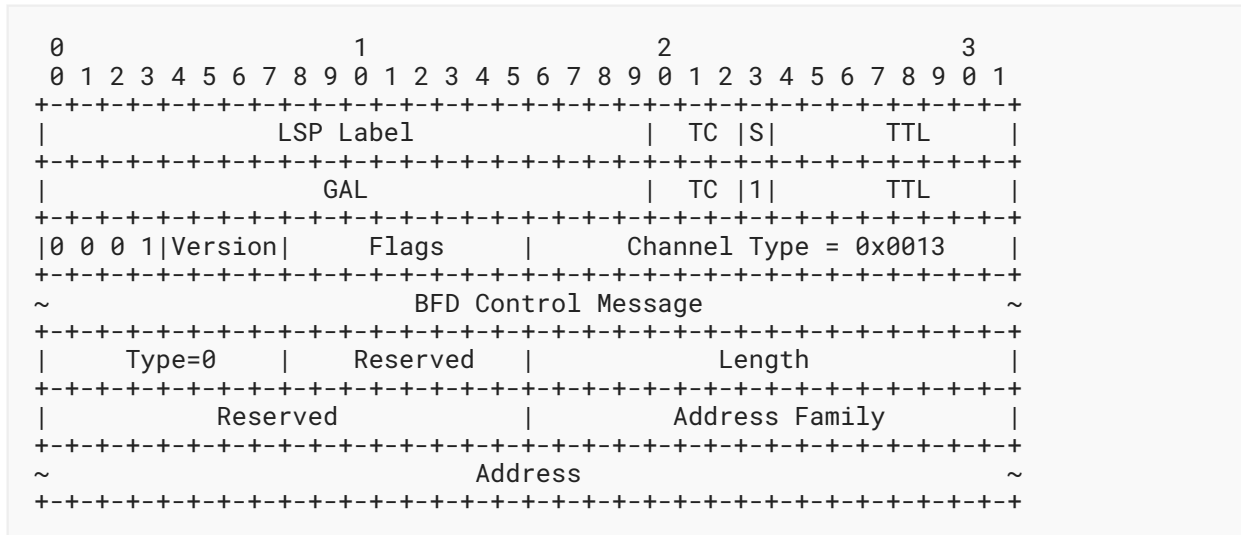 0                   1                   2                   3
 0 1 2 3 4 5 6 7 8 9 0 1 2 3 4 5 6 7 8 9 0 1 2 3 4 5 6 7 8 9 0 1
+-+-+-+-+-+-+-+-+-+-+-+-+-+-+-+-+-+-+-+-+-+-+-+-+-+-+-+-+-+-+-+-+
|               LSP Label               |  TC |S|       TTL     |
+-+-+-+-+-+-+-+-+-+-+-+-+-+-+-+-+-+-+-+-+-+-+-+-+-+-+-+-+-+-+-+-+
|                  GAL                  |  TC |1|       TTL     |
+-+-+-+-+-+-+-+-+-+-+-+-+-+-+-+-+-+-+-+-+-+-+-+-+-+-+-+-+-+-+-+-+
|0 0 0 1|Version|     Flags     |      Channel Type = 0x0013    |
+-+-+-+-+-+-+-+-+-+-+-+-+-+-+-+-+-+-+-+-+-+-+-+-+-+-+-+-+-+-+-+-+
~                        BFD Control Message                    ~
+-+-+-+-+-+-+-+-+-+-+-+-+-+-+-+-+-+-+-+-+-+-+-+-+-+-+-+-+-+-+-+-+
|     Type=0    |    Reserved   |            Length             |
+-+-+-+-+-+-+-+-+-+-+-+-+-+-+-+-+-+-+-+-+-+-+-+-+-+-+-+-+-+-+-+-+
|           Reserved            |         Address Family        |
+-+-+-+-+-+-+-+-+-+-+-+-+-+-+-+-+-+-+-+-+-+-+-+-+-+-+-+-+-+-+-+-+
~                            Address                            ~
+-+-+-+-+-+-+-+-+-+-+-+-+-+-+-+-+-+-+-+-+-+-+-+-+-+-+-+-+-+-+-+-+